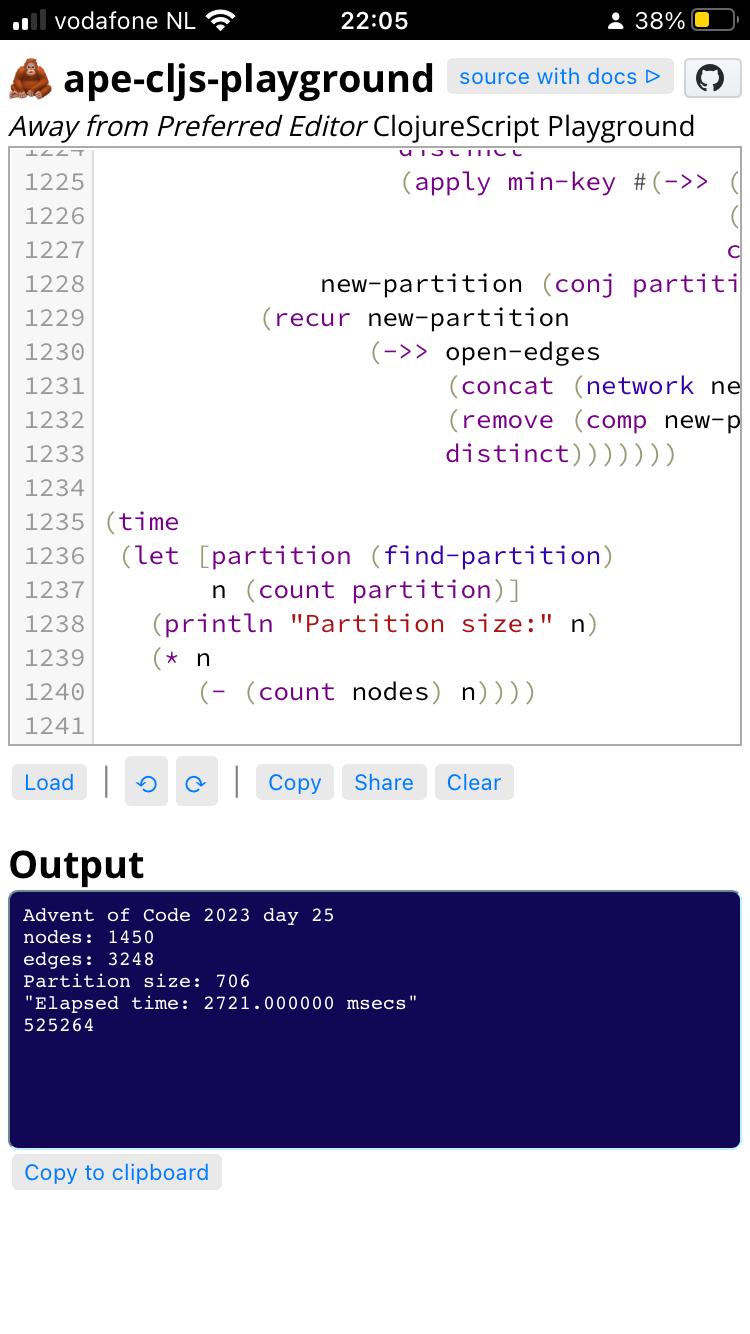 vodafone NL 22:05 38%
ape-cljs-playground source with docs ᐅ
Away from Preferred Editor ClojureScript Playground
1224 distinct
1225 (apply min-key #(->> (
1226 (
1227 c
1228 new-partition (conj partiti
1229 (recur new-partition
1230 (->> open-edges
1231 (concat (network ne
1232 (remove (comp new-p
1233 distinct)))))))
1234
1235 (time
1236 (let [partition (find-partition)
1237 n (count partition)]
1238 (println "Partition size:" n)
1239 (* n
1240 (- (count nodes) n))))
1241
Load | ⟲ ⟳ | Copy Share Clear
Output
Advent of Code 2023 day 25
nodes: 1450
edges: 3248
Partition size: 706
"Elapsed time: 2721.000000 msecs"
525264
Copy to clipboard